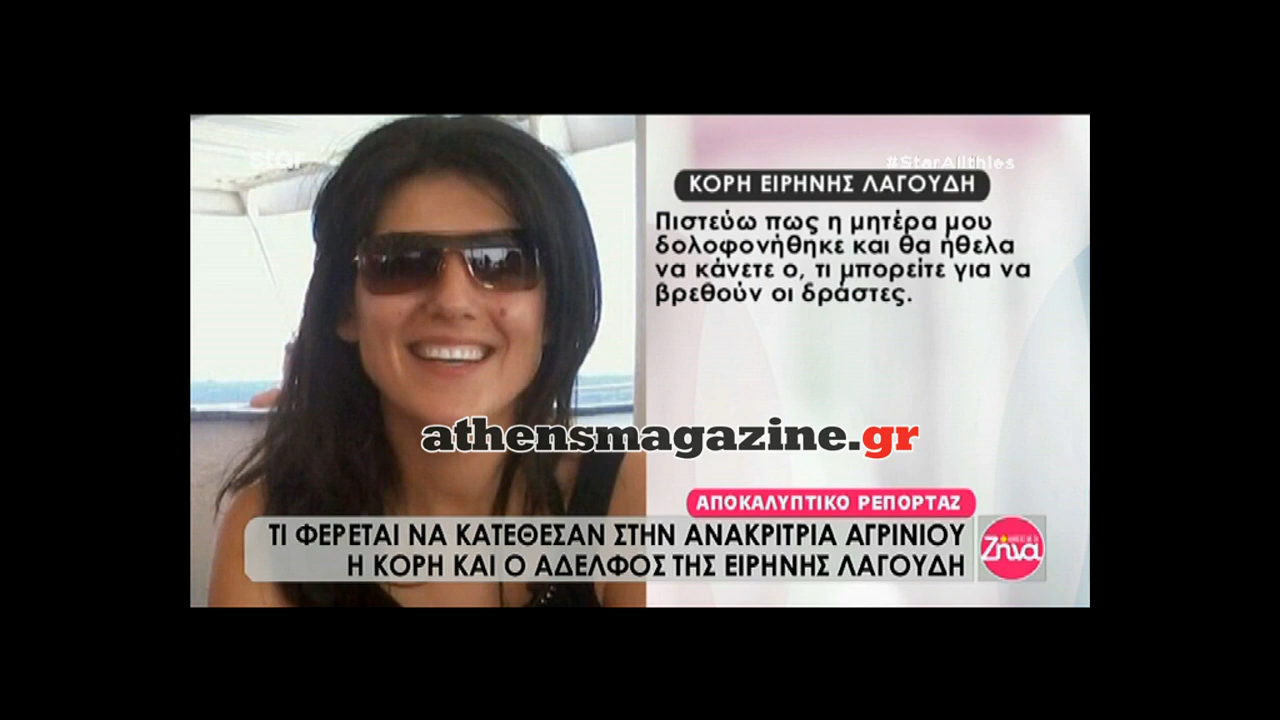 star
#StarAllthies
ΚΟΡΗ ΕΙΡΗΝΗΣ ΛΑΓΟΥΔΗ
Πιστεύω πως η μητέρα μου
δολοφονήθηκε και θα ήθελα
να κάνετε ο, τι μπορείτε για να
βρεθούν οι δράστες.
athensmagazine.gr
ΑΠΟΚΑΛΥΠΤΙΚΟ ΡΕΠΟΡΤΑΖ
ΤΙ ΦΕΡΕΤΑΙ ΝΑ ΚΑΤΕΘΕΣΑΝ ΣΤΗΝ ΑΝΑΚΡΙΤΡΙΑ ΑΓΡΙΝΙΟΥ
Η ΚΟΡΗ ΚΑΙ Ο ΑΔΕΛΦΟΣ ΤΗΣ ΕΙΡΗΝΗΣ ΛΑΓΟΥΔΗ
Ζήνα